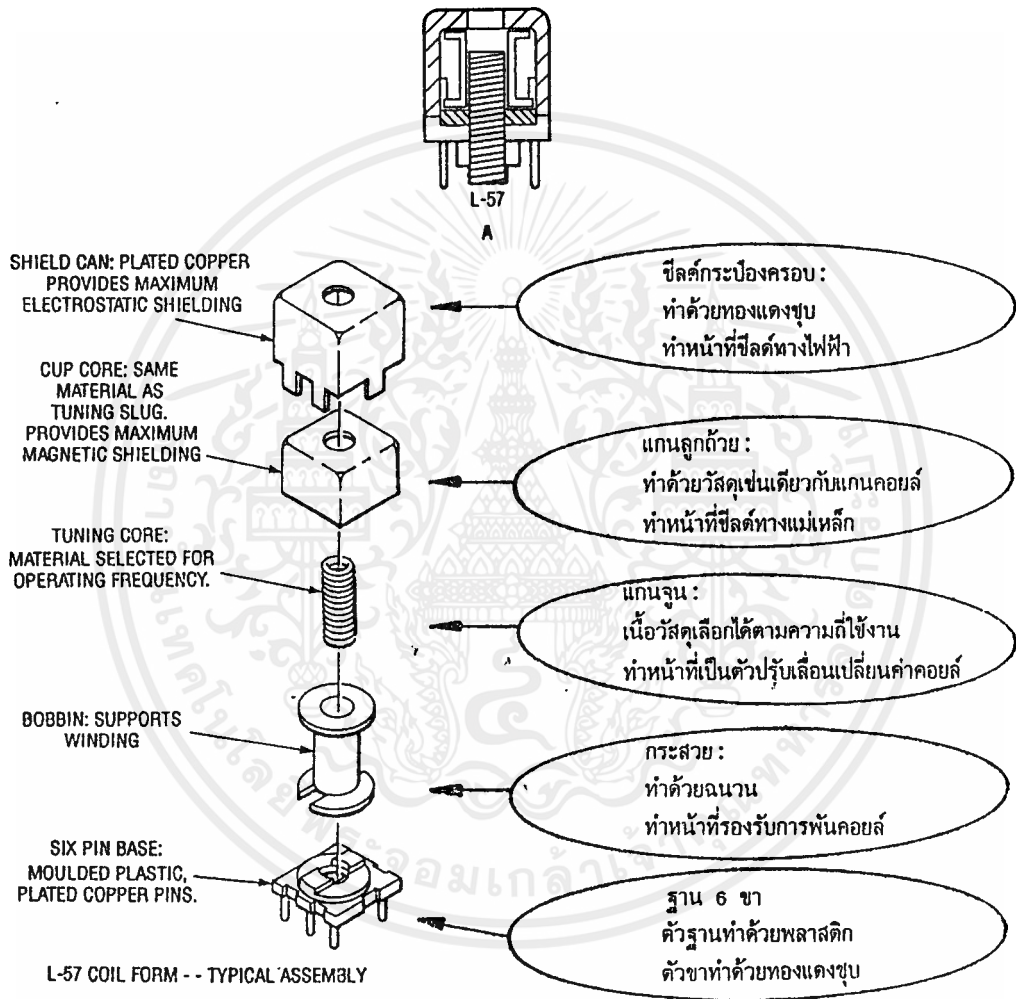 L-57
A
SHIELD CAN: PLATED COPPER
PROVIDES MAXIMUM
ELECTROSTATIC SHIELDING
ชีลด์กระป๋องครอบ :
ทำด้วยทองแดงชุบ
ทำหน้าที่ชีลด์ทางไฟฟ้า
CUP CORE: SAME
MATERIAL AS
TUNING SLUG.
PROVIDES MAXIMUM
MAGNETIC SHIELDING
แกนลูกถ้วย :
ทำด้วยวัสดุเช่นเดียวกับแกนคอยล์
ทำหน้าที่ชีลด์ทางแม่เหล็ก
TUNING CORE:
MATERIAL SELECTED FOR
OPERATING FREQUENCY.
แกนจูน :
เนื้อวัสดุเลือกได้ตามความถี่ใช้งาน
ทำหน้าที่เป็นตัวปรับเลื่อนเปลี่ยนค่าคอยล์
BOBBIN: SUPPORTS
WINDING
กระสวย :
ทำด้วยฉนวน
ทำหน้าที่รองรับการพันคอยล์
SIX PIN BASE:
MOULDED PLASTIC,
PLATED COPPER PINS.
ฐาน 6 ขา
ตัวฐานทำด้วยพลาสติก
ตัวขาทำด้วยทองแดงชุบ
L-57 COIL FORM - - TYPICAL ASSEMBLY